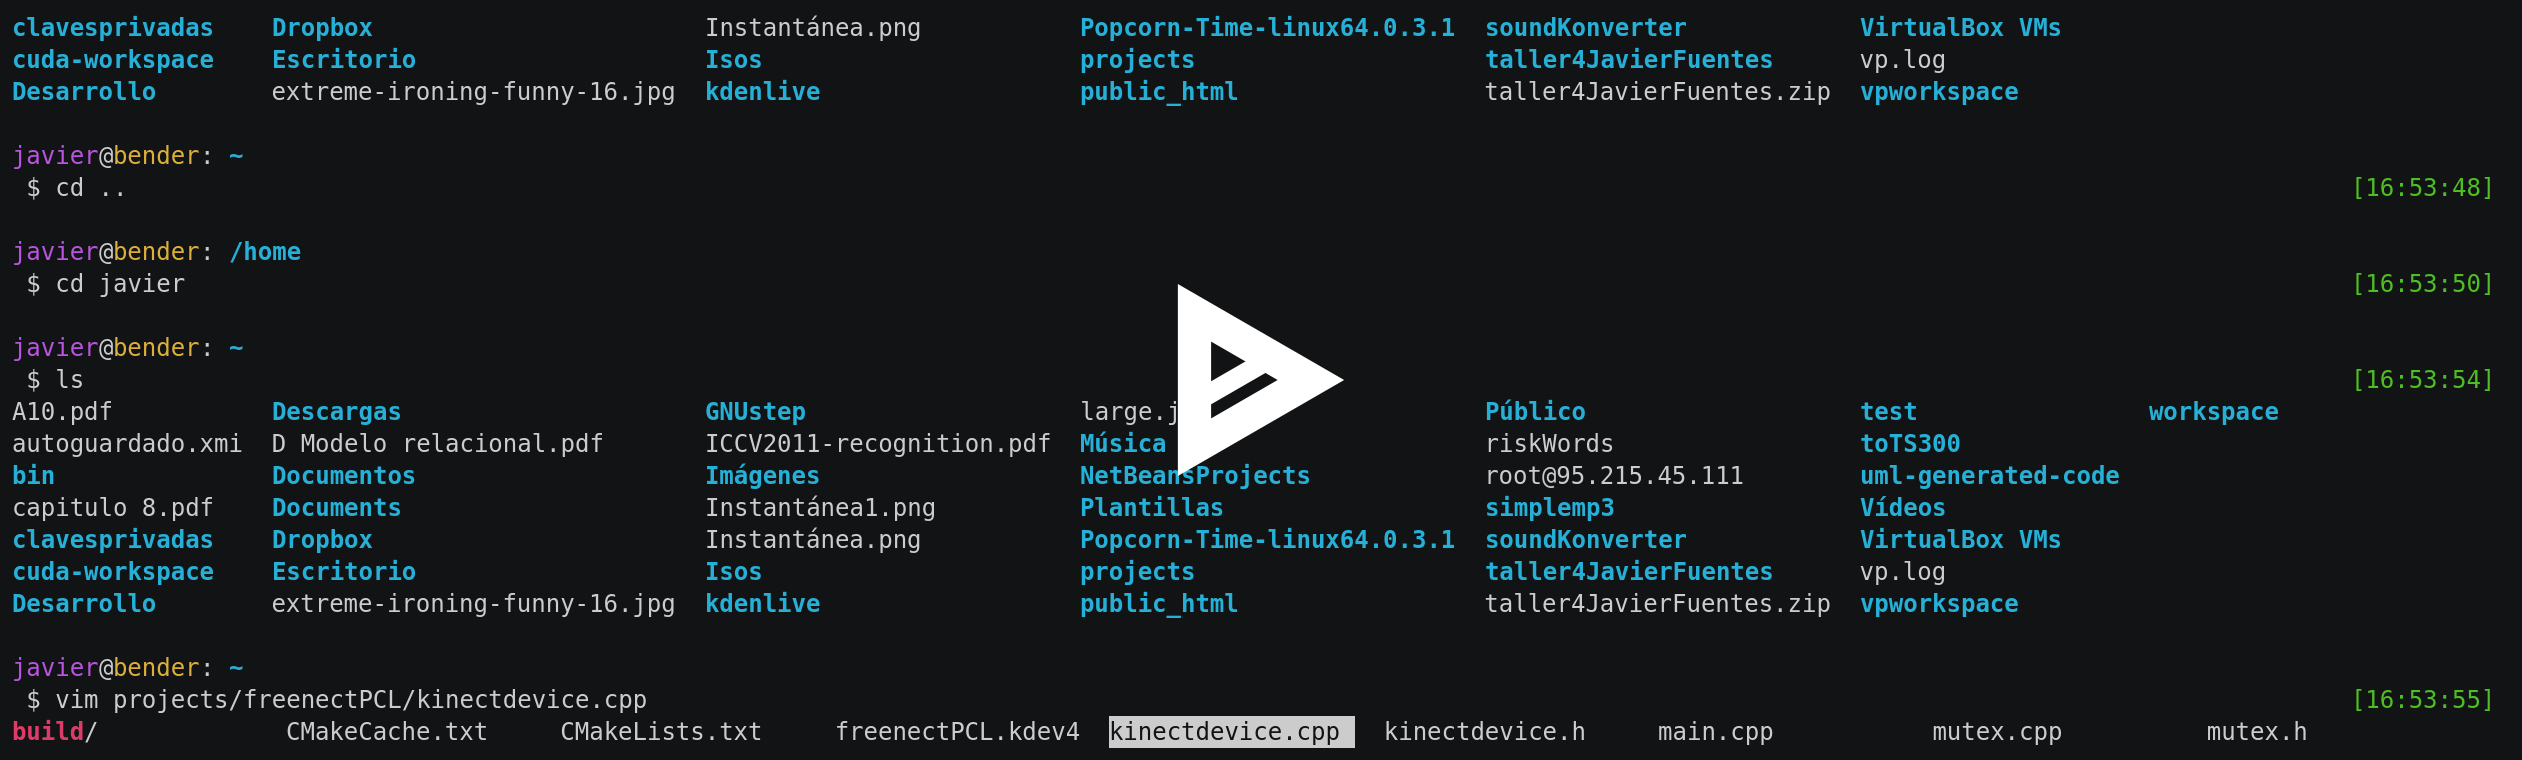 clavesprivadas    Dropbox                       Instantánea.png           Popcorn-Time-linux64.0.3.1  soundKonverter            VirtualBox VMs
cuda-workspace    Escritorio                    Isos                      projects                    taller4JavierFuentes      vp.log
Desarrollo        extreme-ironing-funny-16.jpg  kdenlive                  public_html                 taller4JavierFuentes.zip  vpworkspace
javier@bender: ~
$ cd .. [16:53:48]
javier@bender: /home
$ cd javier [16:53:50]
javier@bender: ~
$ ls [16:53:54]
A10.pdf           Descargas                     GNUstep                   large.j                     Público                   test                workspace
autoguardado.xmi  D Modelo relacional.pdf       ICCV2011-recognition.pdf  Música                      riskWords                 toTS300
bin               Documentos                    Imágenes                  NetBeansProjects            root@95.215.45.111        uml-generated-code
capitulo 8.pdf    Documents                     Instantánea1.png          Plantillas                  simplemp3                 Vídeos
clavesprivadas    Dropbox                       Instantánea.png           Popcorn-Time-linux64.0.3.1  soundKonverter            VirtualBox VMs
cuda-workspace    Escritorio                    Isos                      projects                    taller4JavierFuentes      vp.log
Desarrollo        extreme-ironing-funny-16.jpg  kdenlive                  public_html                 taller4JavierFuentes.zip  vpworkspace
javier@bender: ~
$ vim projects/freenectPCL/kinectdevice.cpp [16:53:55]
build/             CMakeCache.txt     CMakeLists.txt     freenectPCL.kdev4  kinectdevice.cpp   kinectdevice.h     main.cpp           mutex.cpp          mutex.h